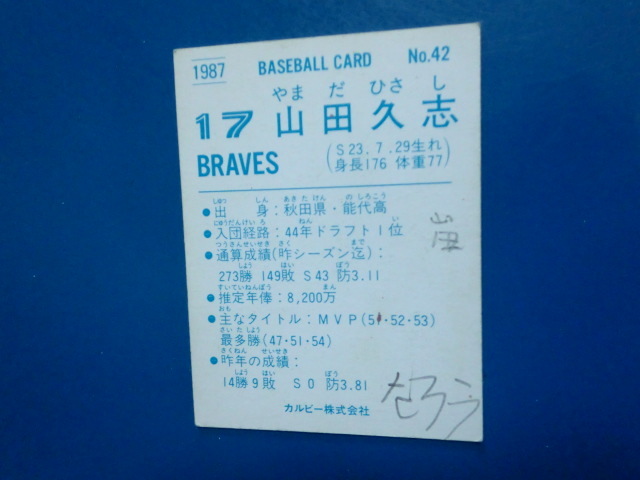 1987 BASEBALL CARD No.42
やまだひさし
17 山田久志
BRAVES
(S23.7.29生れ
身長176 体重77)
しゅっ しん あきたけん のしろこう
●出 身:秋田県・能代高
にゅうだんけいろ ねん い
●入団経路:44年ドラフト1位
つうさんせいせき さく まで
●通算成績(昨シーズン迄):
しょう はい ぼう
273勝 149敗 S43 防3.11
すいていねんぽう まん
●推定年俸:8,200万
おも
●主なタイトル:MVP(51・52・53)
さいたしょう
最多勝(47・51・54)
さくねん せいせき
●昨年の成績:
しょう はい ぼう
14勝9敗 S0 防3.81
カルビー株式会社